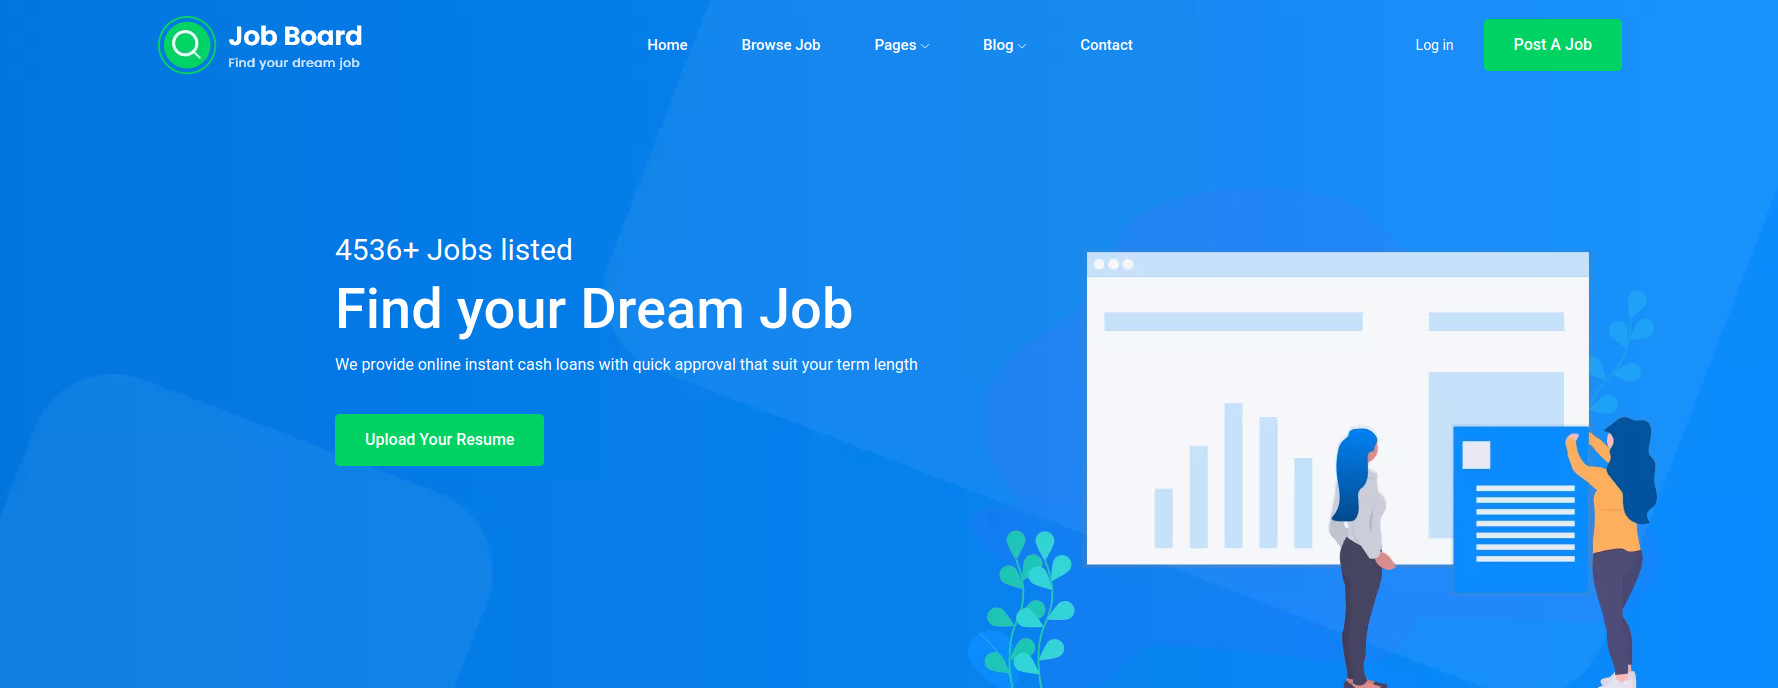 Job Board
Find your dream job
Home
Browse Job
Pages
Blog
Contact
Log in
Post A Job
4536+ Jobs listed
Find your Dream Job
We provide online instant cash loans with quick approval that suit your term length
Upload Your Resume